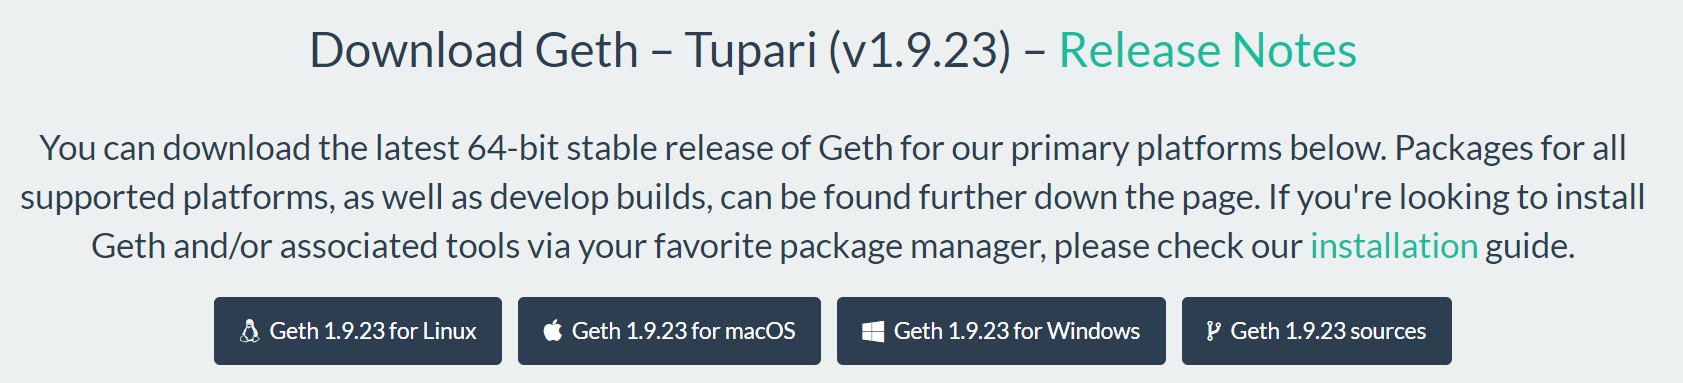 Download Geth – Tupari (v1.9.23) – Release Notes
You can download the latest 64-bit stable release of Geth for our primary platforms below. Packages for all
supported platforms, as well as develop builds, can be found further down the page. If you're looking to install
Geth and/or associated tools via your favorite package manager, please check our installation guide.
Geth 1.9.23 for Linux
Geth 1.9.23 for macOS
Geth 1.9.23 for Windows
Geth 1.9.23 sources